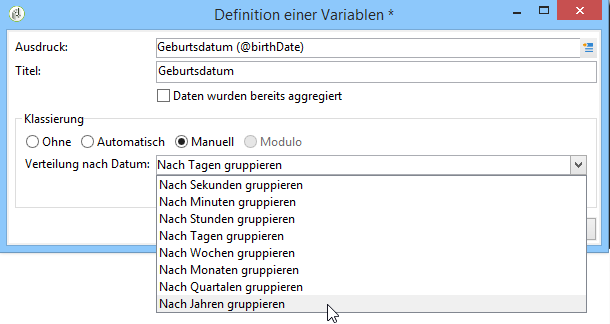 Definition einer Variablen *
Ausdruck: Geburtsdatum (@birthDate)
Titel: Geburtsdatum
Daten wurden bereits aggregiert
Klassierung
Ohne Automatisch Manuell Modulo
Verteilung nach Datum: Nach Tagen gruppieren
Nach Sekunden gruppieren
Nach Minuten gruppieren
Nach Stunden gruppieren
Nach Tagen gruppieren
Nach Wochen gruppieren
Nach Monaten gruppieren
Nach Quartalen gruppieren
Nach Jahren gruppieren